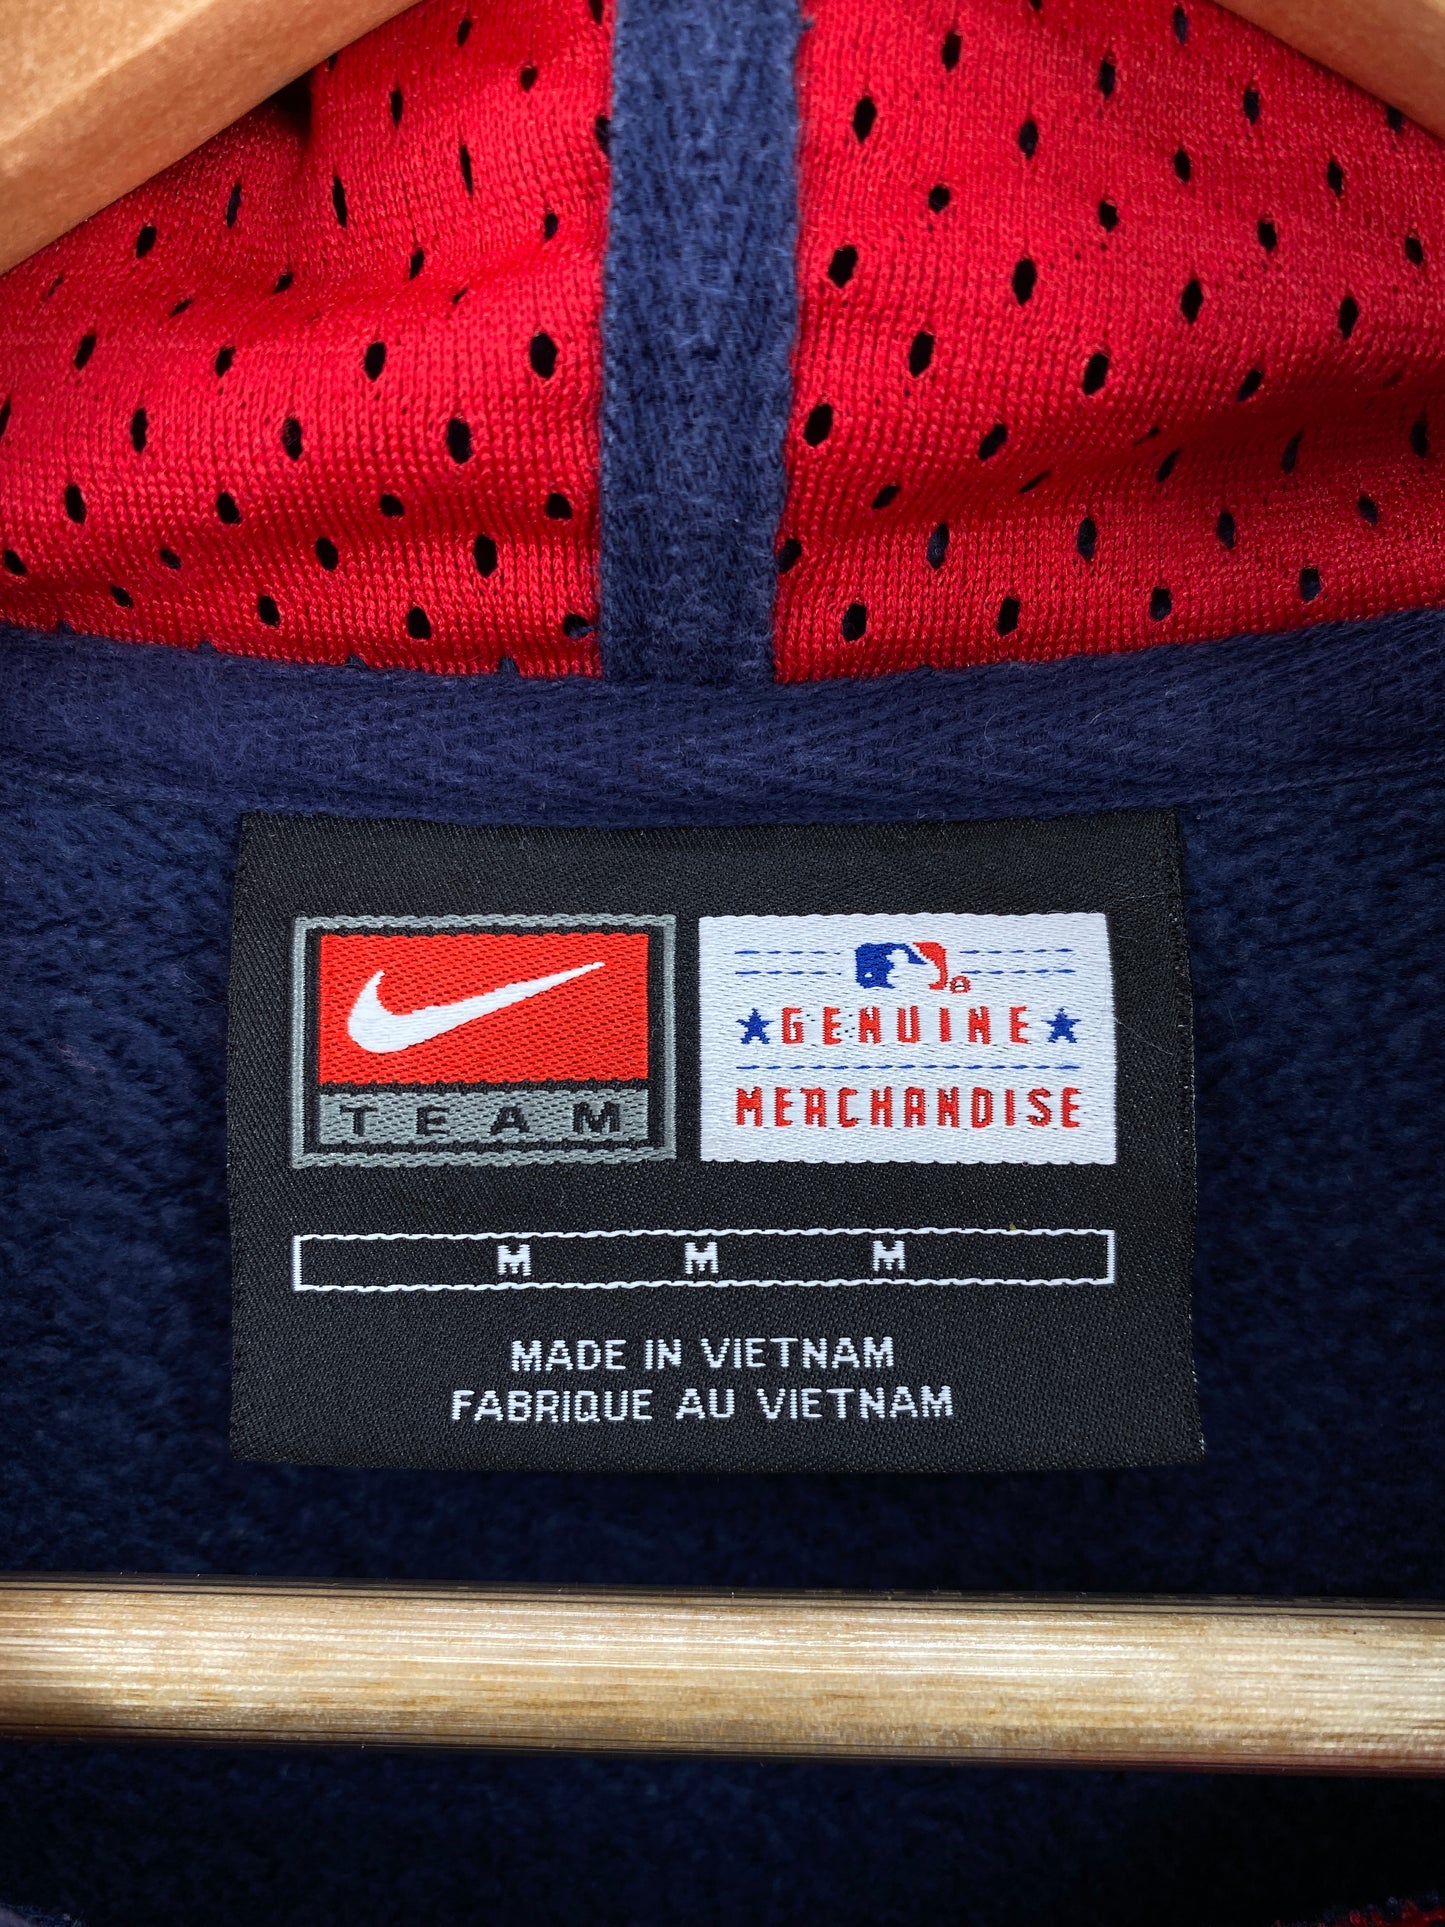 TEAM
GENUINE
MERCHANDISE
M M M
MADE IN VIETNAM
FABRIQUE AU VIETNAM